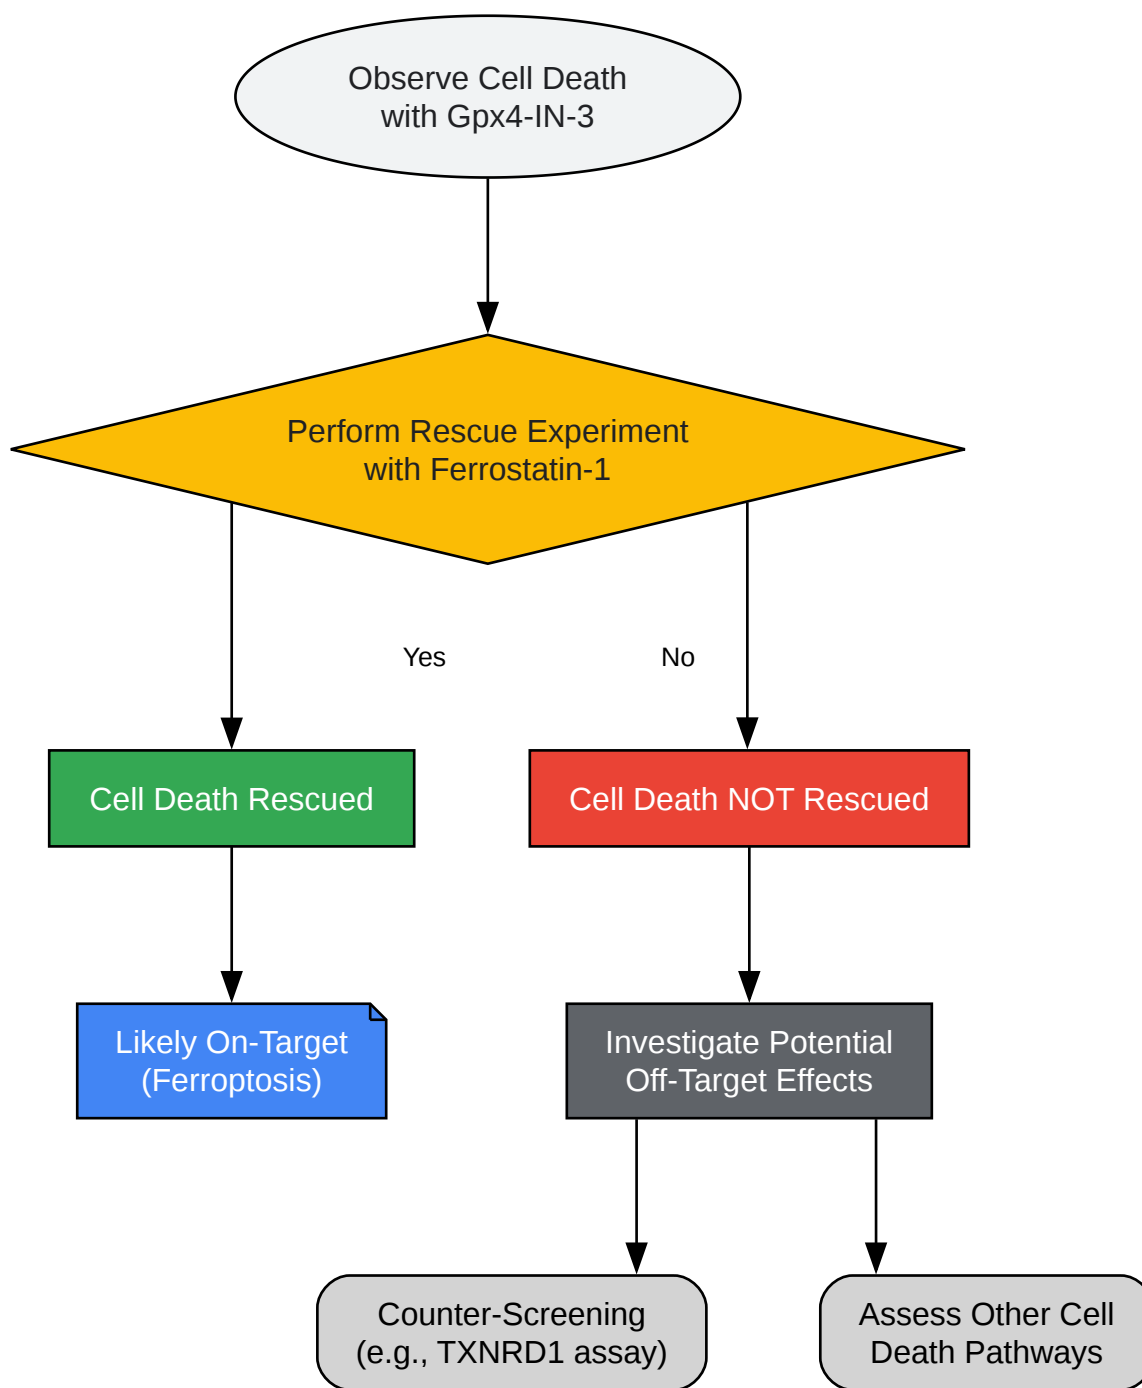 Observe Cell Death
with Gpx4-IN-3
Perform Rescue Experiment
with Ferrostatin-1
Yes
No
Cell Death Rescued
Cell Death NOT Rescued
Likely On-Target
(Ferroptosis)
Investigate Potential
Off-Target Effects
Counter-Screening
(e.g., TXNRD1 assay)
Assess Other Cell
Death Pathways